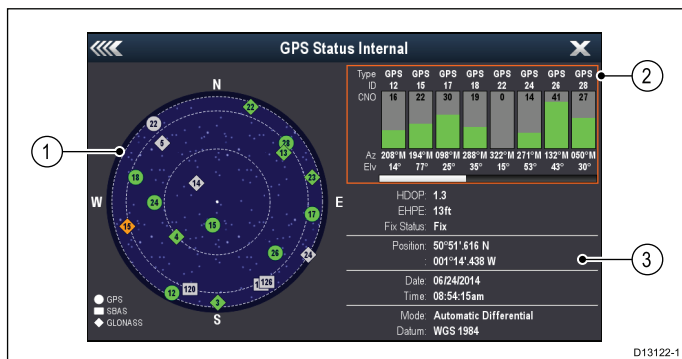 GPS Status Internal
1
2
3
N
W
E
S
22
22
5
28
13
18
14
23
24
17
15
15
4
26
24
12
120
126
3
GPS
SBAS
GLONASS
Type GPS GPS GPS GPS GPS GPS GPS GPS
ID 12 15 17 18 22 24 26 28
CNO 16 22 30 19 0 14 41 27
Az 208°M 194°M 098°M 288°M 322°M 271°M 132°M 050°M
Elv 14° 77° 25° 35° 15° 53° 43° 30°
HDOP: 1.3
EHPE: 13ft
Fix Status: Fix
Position: 50°51'.616 N
: 001°14'.438 W
Date: 06/24/2014
Time: 08:54:15am
Mode: Automatic Differential
Datum: WGS 1984
D13122-1